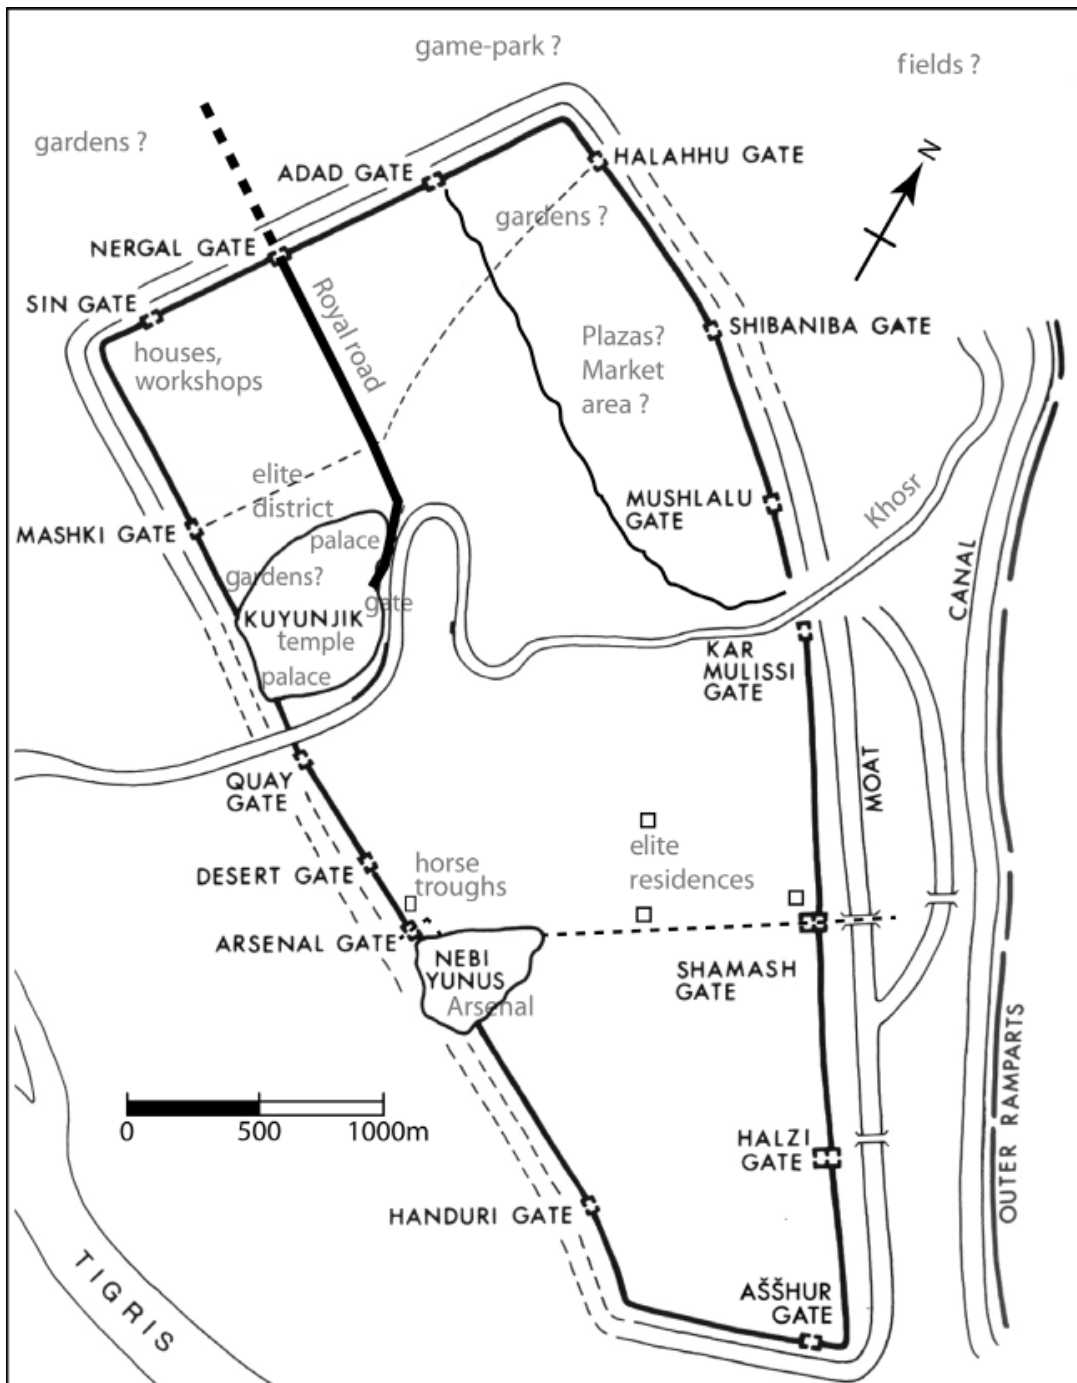 game-park ?
fields ?
gardens ?
N
ADAD GATE
HALAHHU GATE
gardens ?
NERGAL GATE
SIN GATE
Royal road
SHIBANIBA GATE
houses,
workshops
Plazas?
Market
area ?
elite
district
MUSHLALU
GATE
Khosr
MASHKI GATE
palace
gardens?
gate
KUYUNJIK
temple
palace
CANAL
KAR
MULISSI
GATE
MOAT
QUAY
GATE
DESERT GATE
horse
troughs
elite
residences
ARSENAL GATE
NEBI
YUNUS
Arsenal
SHAMASH
GATE
OUTER RAMPARTS
0 500 1000m
HALZI
GATE
HANDURI GATE
TIGRIS
AŠŠHUR
GATE